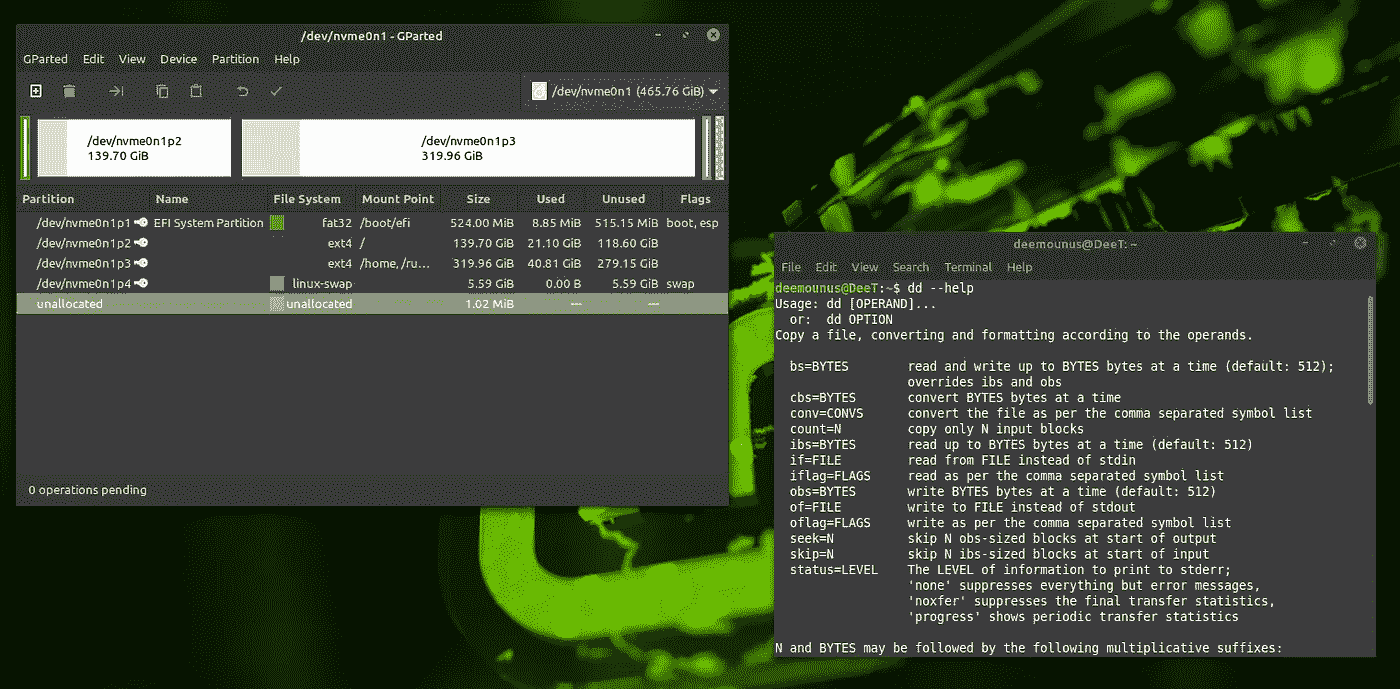 /dev/nvme0n1 - GParted
GParted Edit View Device Partition Help
/dev/nvme0n1 (465.76 GiB)
/dev/nvme0n1p2
139.70 GiB
/dev/nvme0n1p3
319.96 GiB
Partition Name File System Mount Point Size Used Unused Flags
/dev/nvme0n1p1 EFI System Partition fat32 /boot/efi 524.00 MiB 8.85 MiB 515.15 MiB boot, esp
/dev/nvme0n1p2 ext4 / 139.70 GiB 21.10 GiB 118.60 GiB
/dev/nvme0n1p3 ext4 /home, /ru... 319.96 GiB 40.81 GiB 279.15 GiB
/dev/nvme0n1p4 linux-swap 5.59 GiB 0.00 B 5.59 GiB swap
unallocated unallocated 1.02 MiB --- ---
0 operations pending
deemounus@DeeT: ~
File Edit View Search Terminal Help
deemounus@DeeT:~$ dd --help
Usage: dd [OPERAND]...
or: dd OPTION
Copy a file, converting and formatting according to the operands.
bs=BYTES read and write up to BYTES bytes at a time (default: 512);
overrides ibs and obs
cbs=BYTES convert BYTES bytes at a time
conv=CONVS convert the file as per the comma separated symbol list
count=N copy only N input blocks
ibs=BYTES read up to BYTES bytes at a time (default: 512)
if=FILE read from FILE instead of stdin
iflag=FLAGS read as per the comma separated symbol list
obs=BYTES write BYTES bytes at a time (default: 512)
of=FILE write to FILE instead of stdout
oflag=FLAGS write as per the comma separated symbol list
seek=N skip N obs-sized blocks at start of output
skip=N skip N ibs-sized blocks at start of input
status=LEVEL The LEVEL of information to print to stderr;
'none' suppresses everything but error messages,
'noxfer' suppresses the final transfer statistics,
'progress' shows periodic transfer statistics
N and BYTES may be followed by the following multiplicative suffixes: